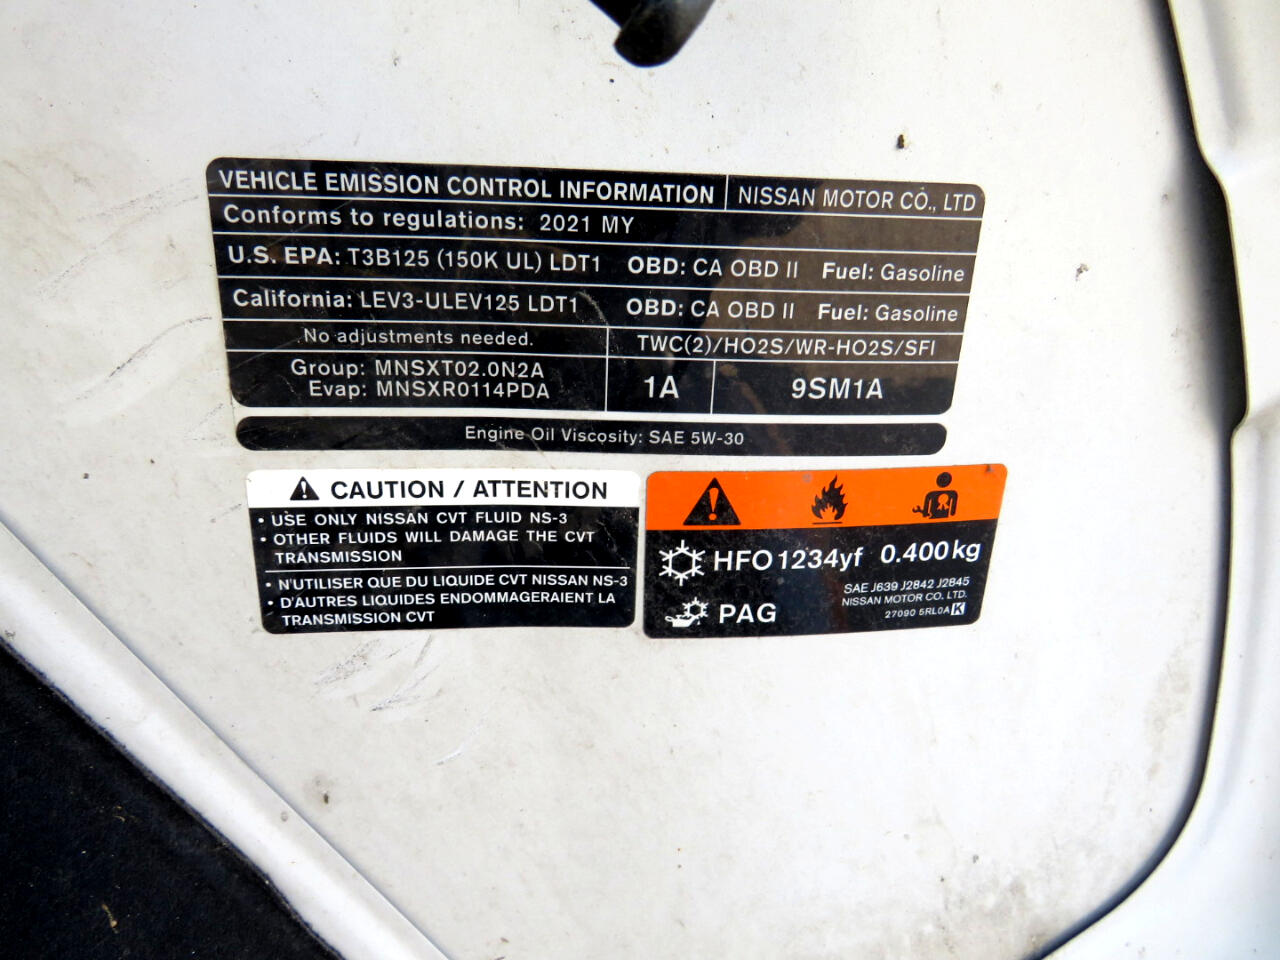 VEHICLE EMISSION CONTROL INFORMATION NISSAN MOTOR CO., LTD
Conforms to regulations: 2021 MY
U.S. EPA: T3B125 (150K UL) LDT1 OBD: CA OBD II Fuel: Gasoline
California: LEV3-ULEV125 LDT1 OBD: CA OBD II Fuel: Gasoline
No adjustments needed. TWC(2)/HO2S/WR-HO2S/SFI
Group: MNSXT02.0N2A
Evap: MNSXR0114PDA
1A 9SM1A
Engine Oil Viscosity: SAE 5W-30
CAUTION / ATTENTION
• USE ONLY NISSAN CVT FLUID NS-3
• OTHER FLUIDS WILL DAMAGE THE CVT
TRANSMISSION
• N'UTILISER QUE DU LIQUIDE CVT NISSAN NS-3
• D'AUTRES LIQUIDES ENDOMMAGERAIENT LA
TRANSMISSION CVT
HFO1234yf 0.400kg
PAG
SAE J639 J2842 J2845
NISSAN MOTOR CO. LTD.
27090 5RL0A K